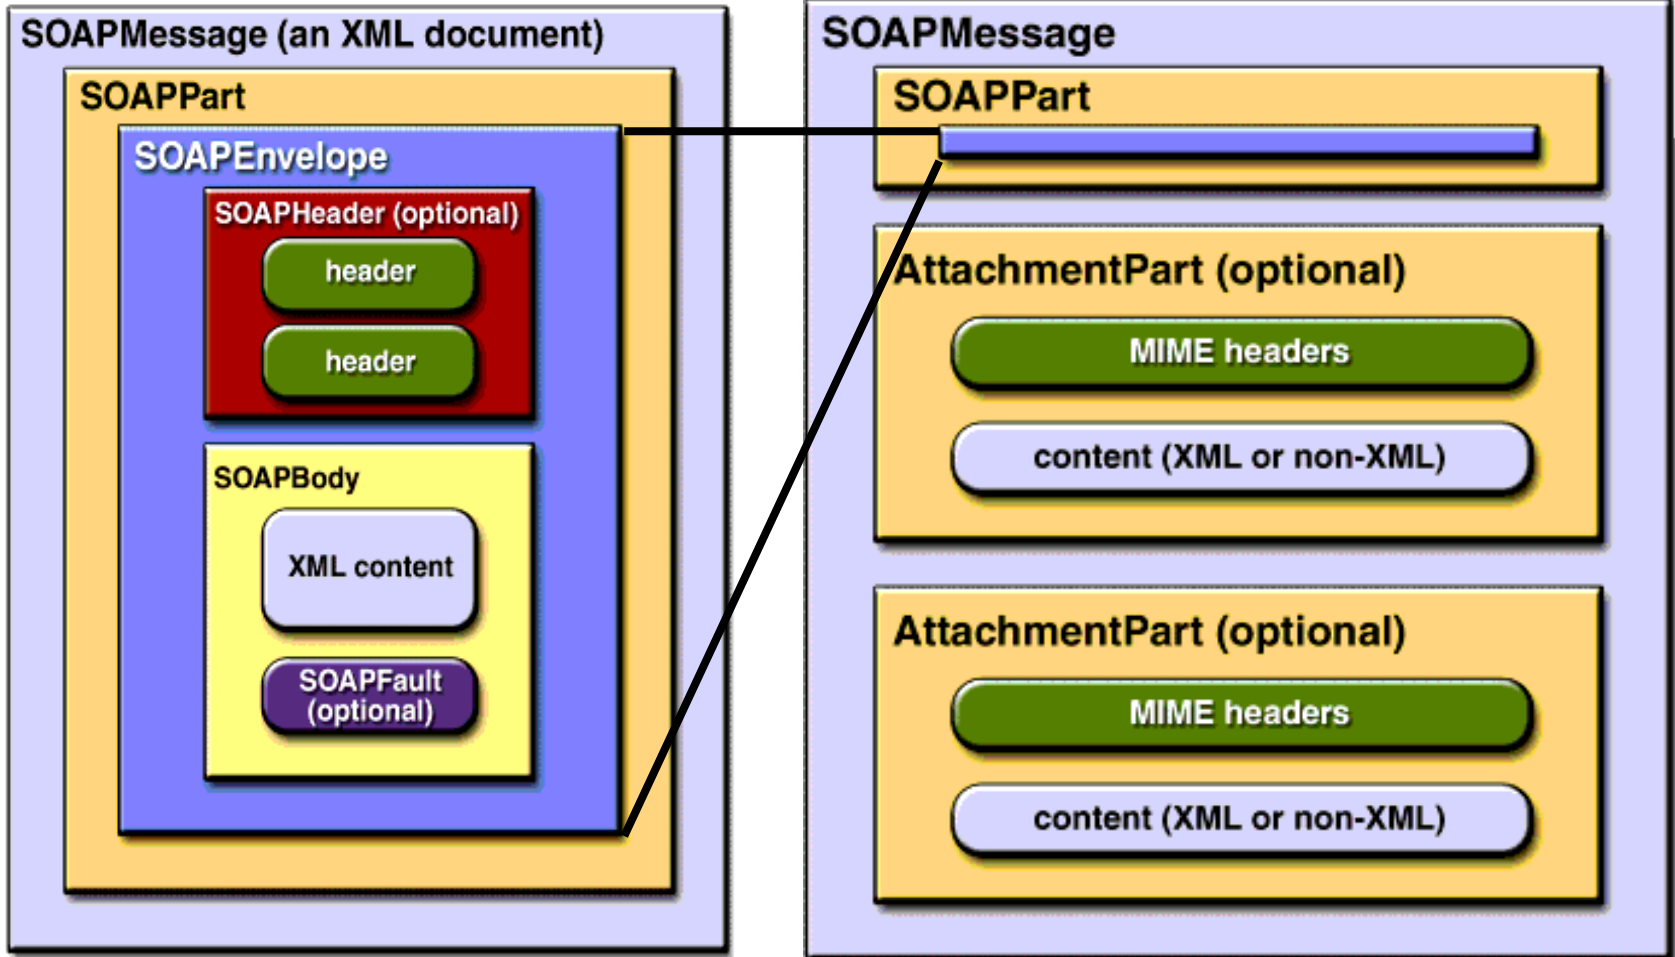 SOAPMessage (an XML document)
SOAPPart
SOAPEnvelope
SOAPHeader (optional)
header
header
SOAPBody
XML content
SOAPFault
(optional)
SOAPMessage
SOAPPart
AttachmentPart (optional)
MIME headers
content (XML or non-XML)
AttachmentPart (optional)
MIME headers
content (XML or non-XML)